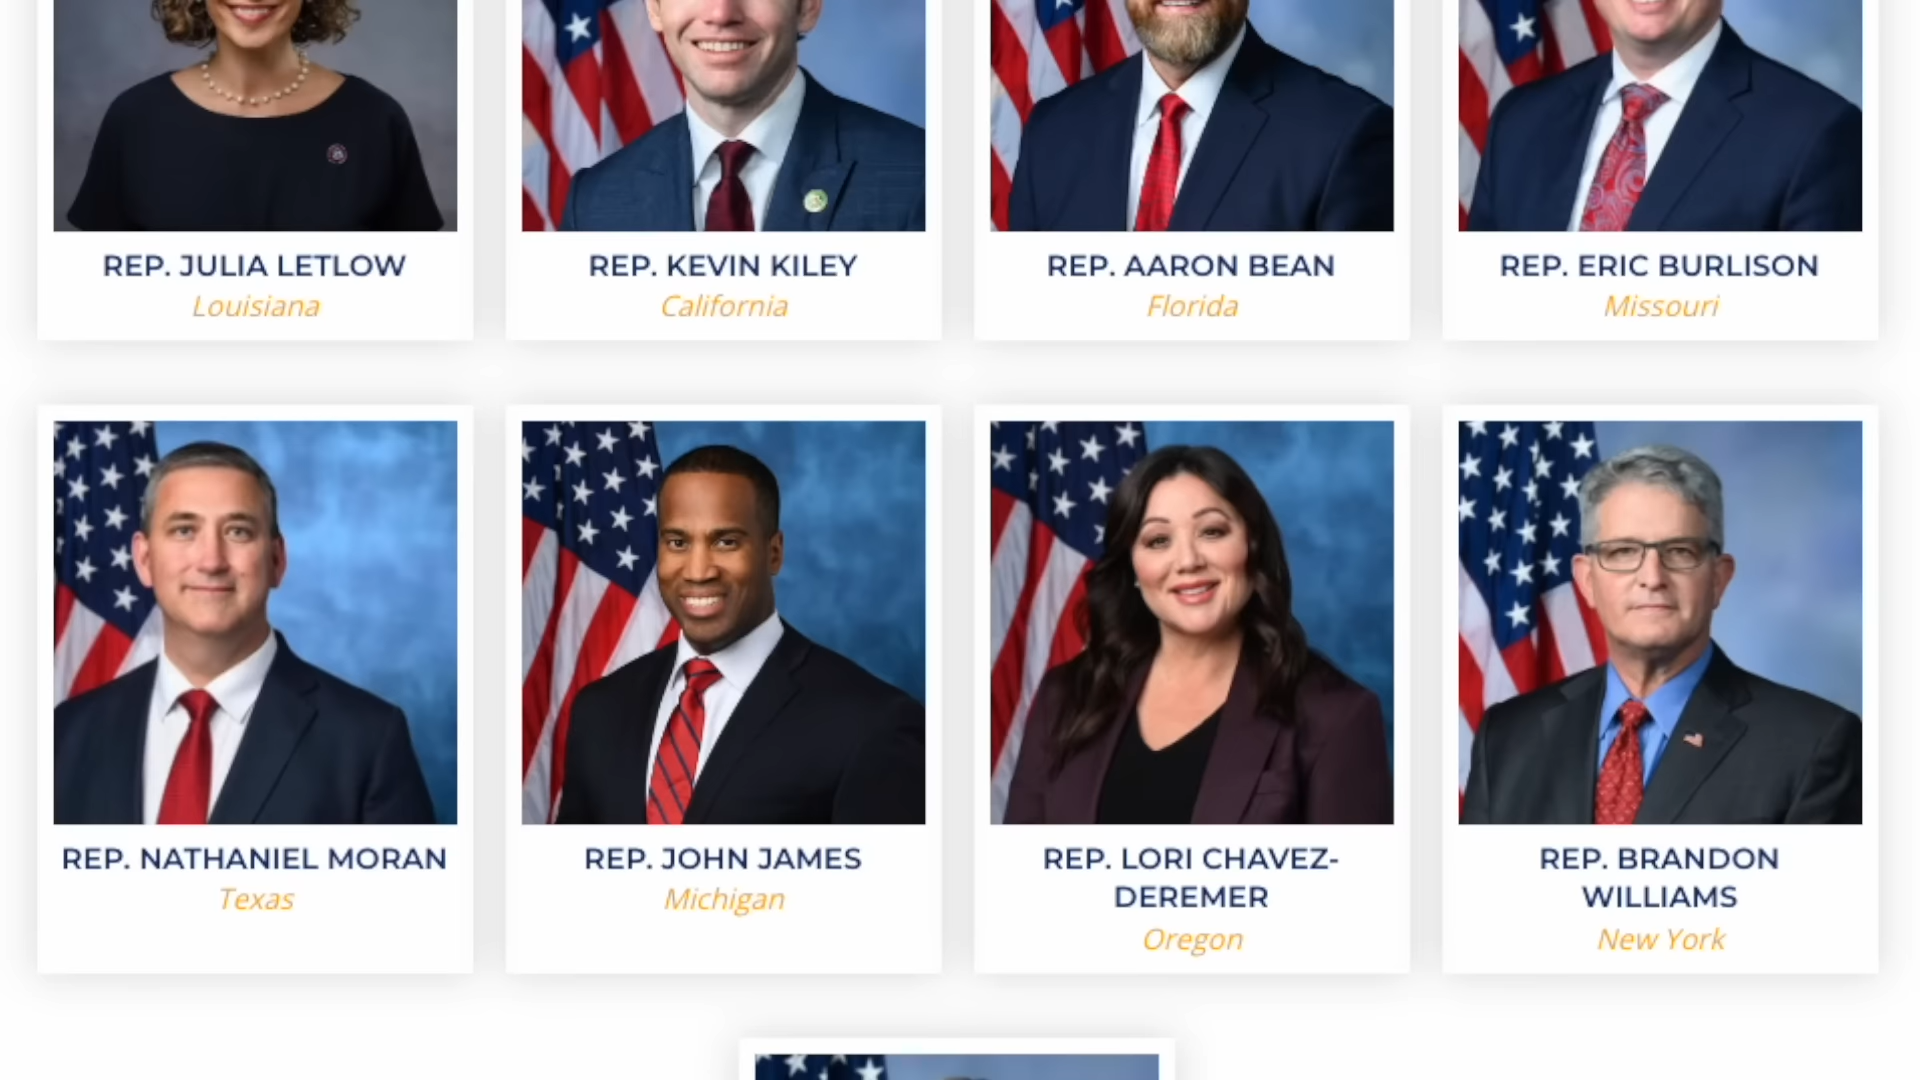 REP. JULIA LETLOW
Louisiana
REP. KEVIN KILEY
California
REP. AARON BEAN
Florida
REP. ERIC BURLISON
Missouri
REP. NATHANIEL MORAN
Texas
REP. JOHN JAMES
Michigan
REP. LORI CHAVEZ-
DEREMER
Oregon
REP. BRANDON
WILLIAMS
New York